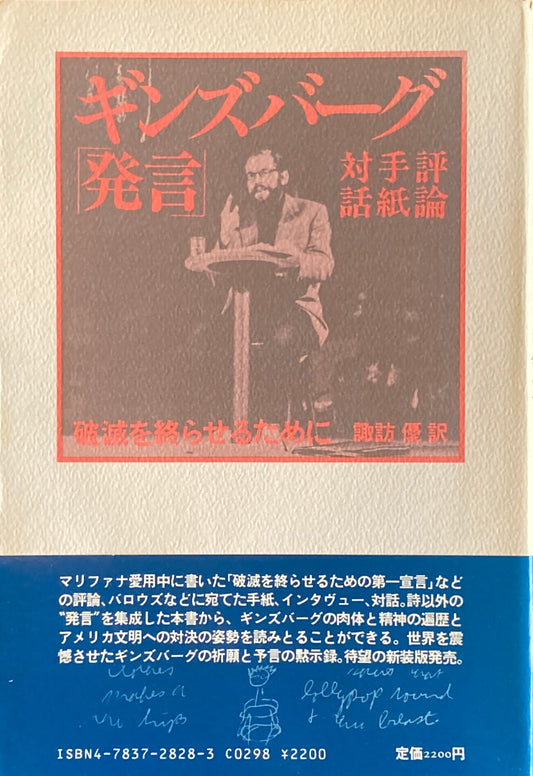 ギンズバーグ
「発言」
評論
手紙
対話
破滅を終らせるために 諏訪優訳
マリファナ愛用中に書いた「破滅を終らせるための第一宣言」など
の評論、バロウズなどに宛てた手紙、インタヴュー、対話。詩以外の
“発言”を集成した本書から、ギンズバーグの肉体と精神の遍歴と
アメリカ文明への対決の姿勢を読みとることができる。世界を震
憾させたギンズバーグの祈願と予言の黙示録。待望の新装版発売。
makes a
lollypop round
hips
breast
ISBN4-7837-2828-3 C0298 ¥2200
定価2200円